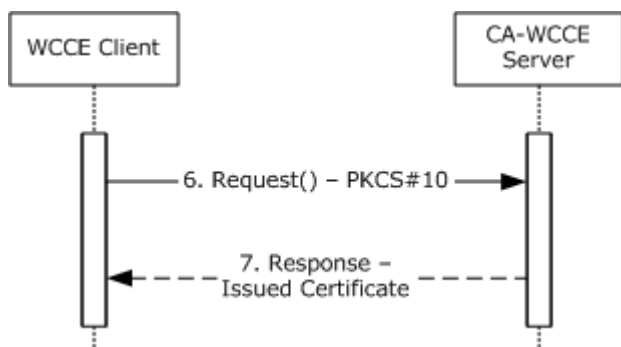 WCCE Client
CA-WCCE
Server
6. Request() – PKCS#10
7. Response –
Issued Certificate